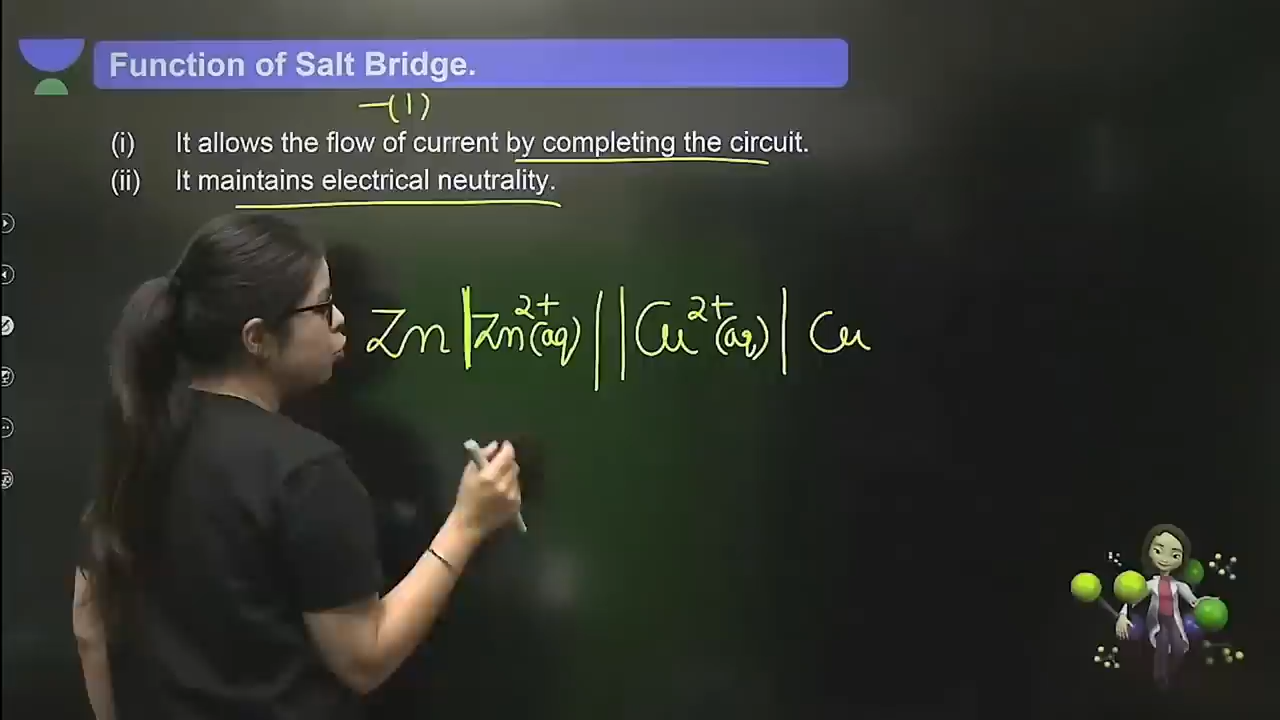 Function of Salt Bridge.
–(1)
(i) It allows the flow of current by completing the circuit.
(ii) It maintains electrical neutrality.
Zn | Zn²⁺(aq) || Cu²⁺(aq) | Cu